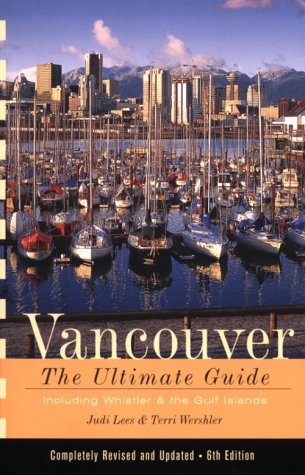 Vancouver:
The Ultimate Guide
Including Whistler & the Gulf Islands
Judi Lees & Terri Wershler
Completely Revised and Updated • 6th Edition